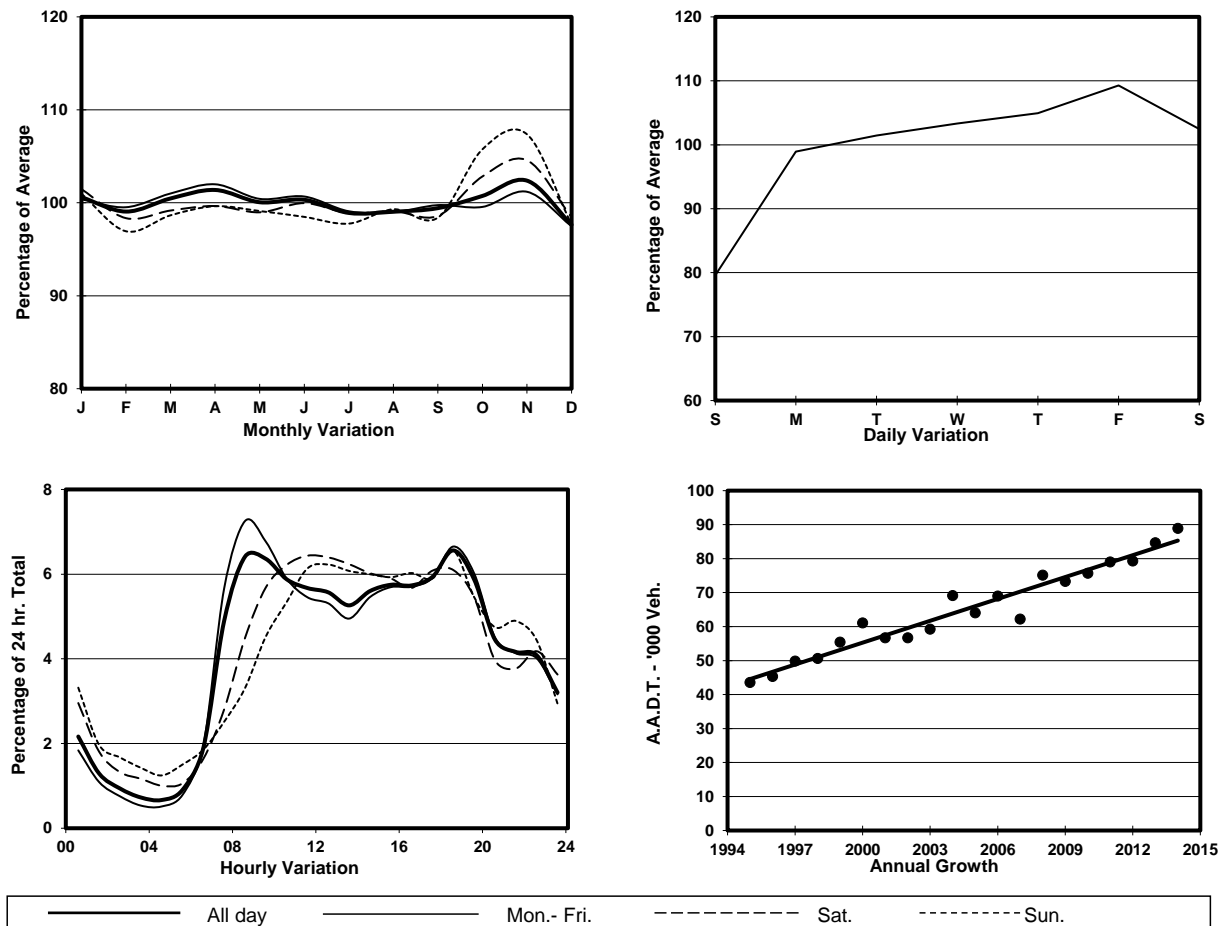 120
110
100
90
80
Percentage of Average
J F M A M J J A S O N D
Monthly Variation
120
110
100
90
80
70
60
Percentage of Average
S M T W T F S
Daily Variation
8
6
4
2
0
Percentage of 24 hr. Total
00 04 08 12 16 20 24
Hourly Variation
100
90
80
70
60
50
40
30
20
10
0
A.A.D.T. - '000 Veh.
1994 1997 2000 2003 2006 2009 2012 2015
Annual Growth
All day Mon.- Fri. Sat. Sun.